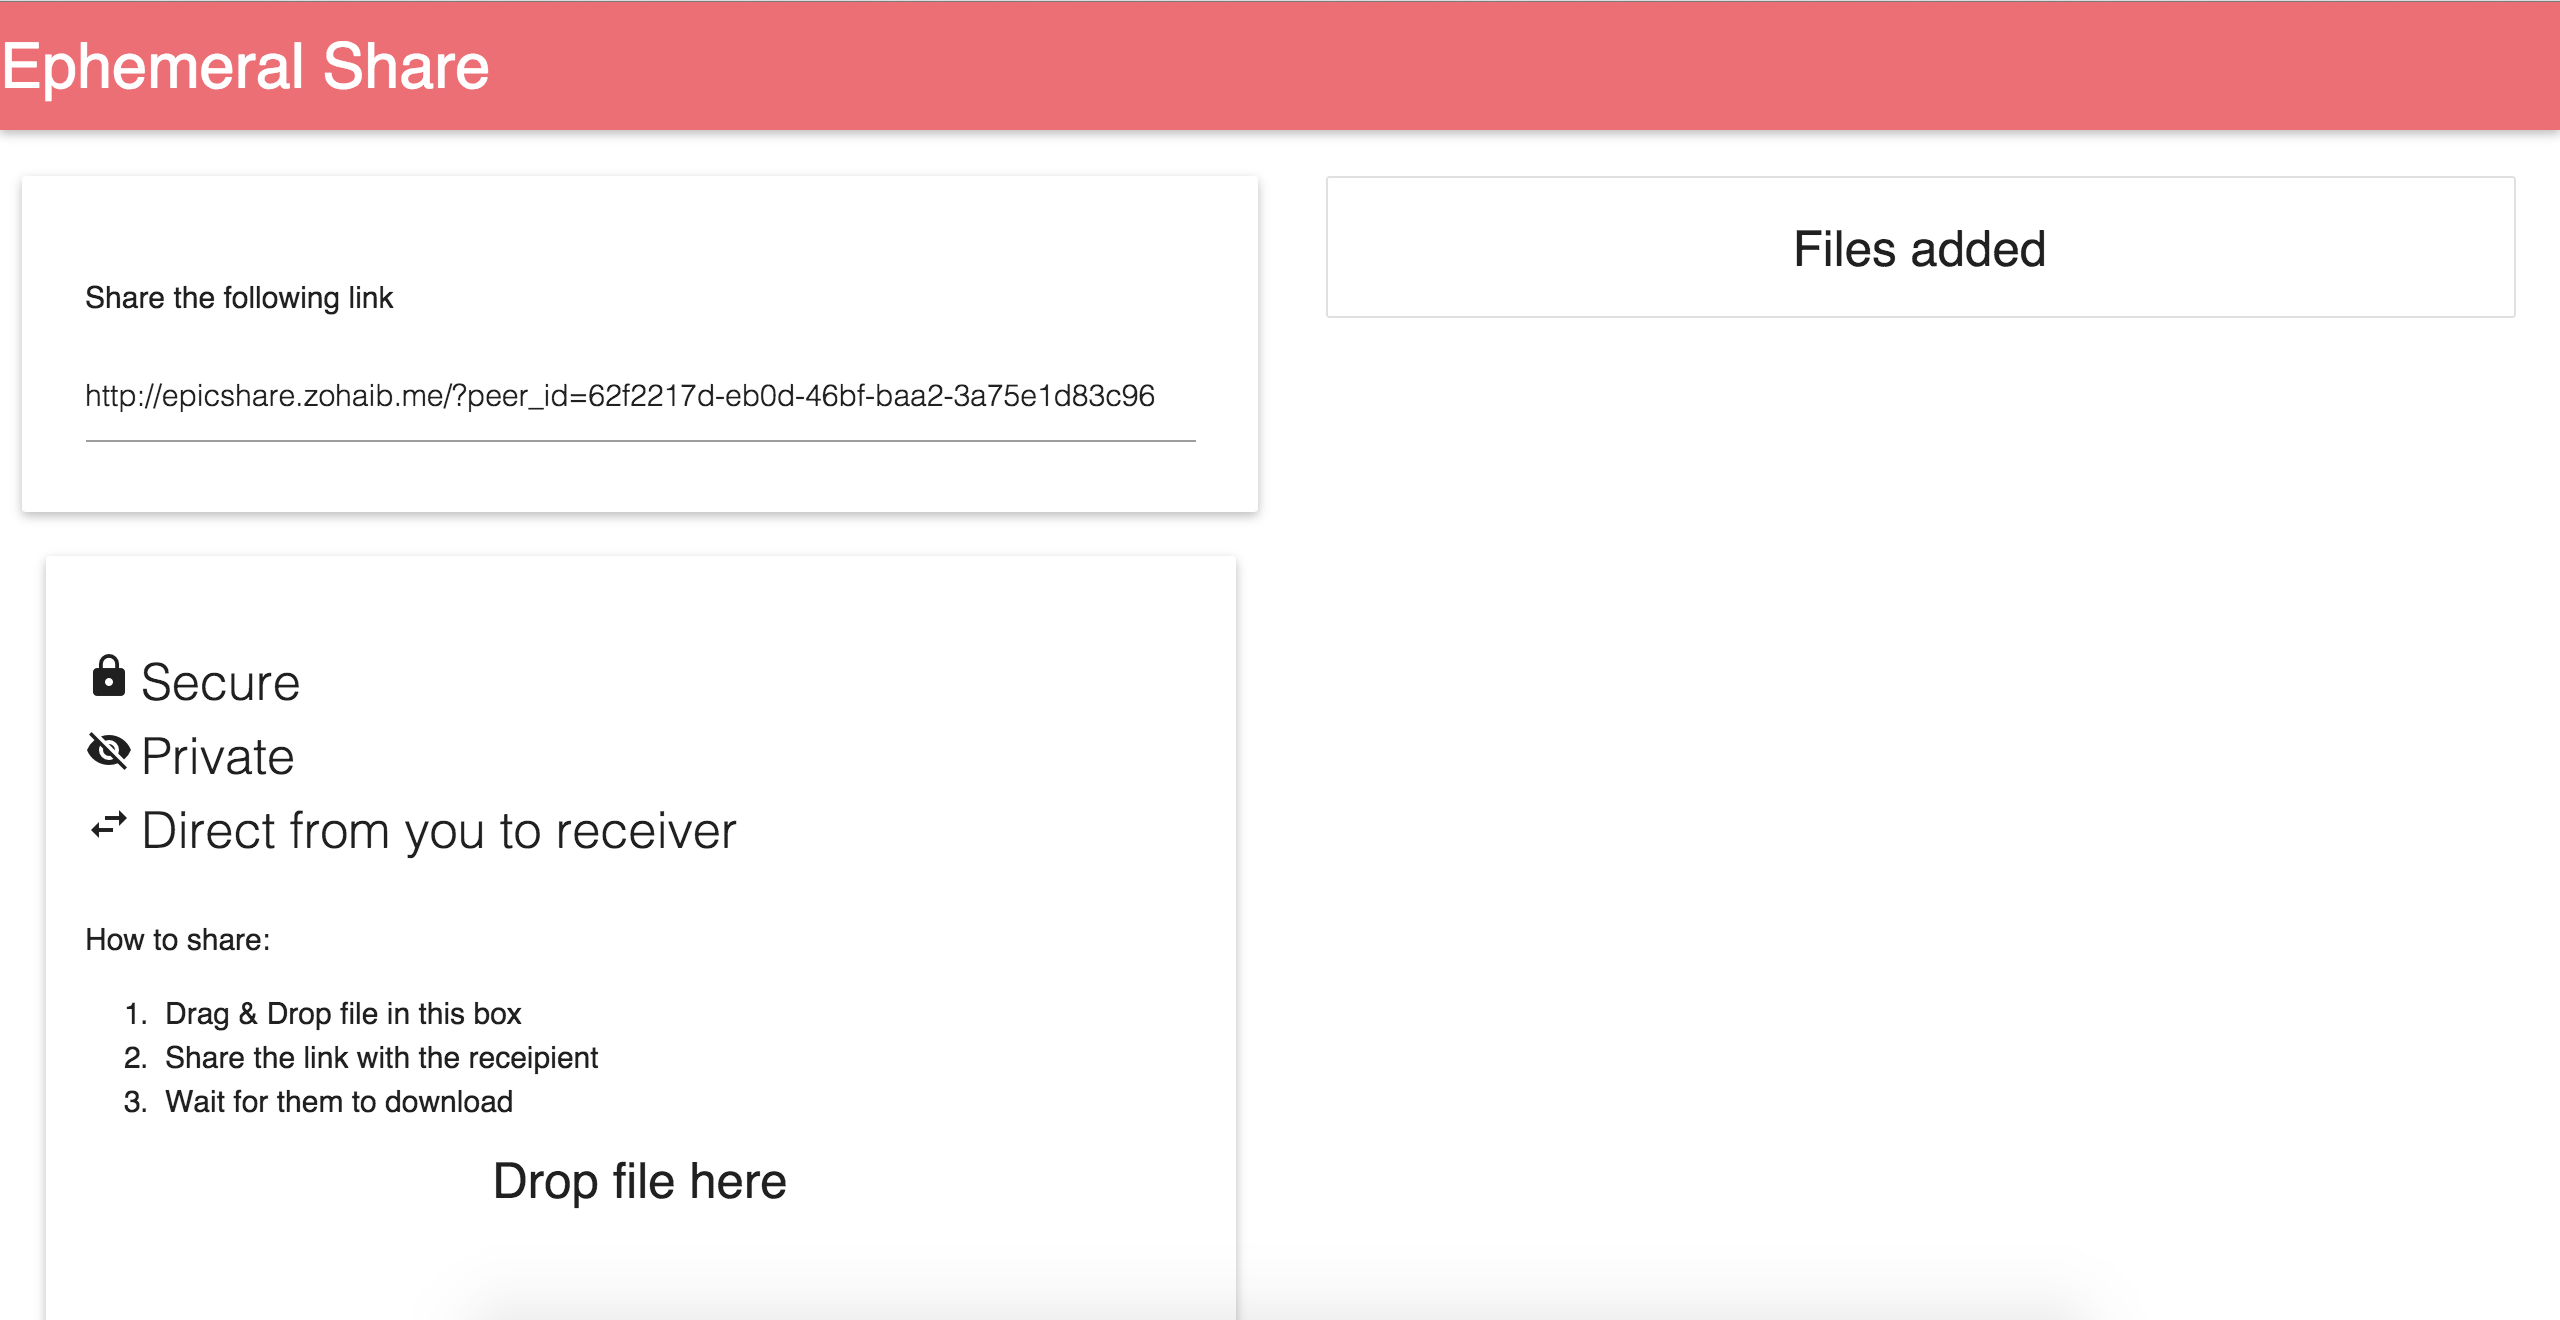 Ephemeral Share
Share the following link
http://epicshare.zohaib.me/?peer_id=62f2217d-eb0d-46bf-baa2-3a75e1d83c96
Secure
Private
Direct from you to receiver
How to share:
1. Drag & Drop file in this box
2. Share the link with the receipient
3. Wait for them to download
Drop file here
Files added